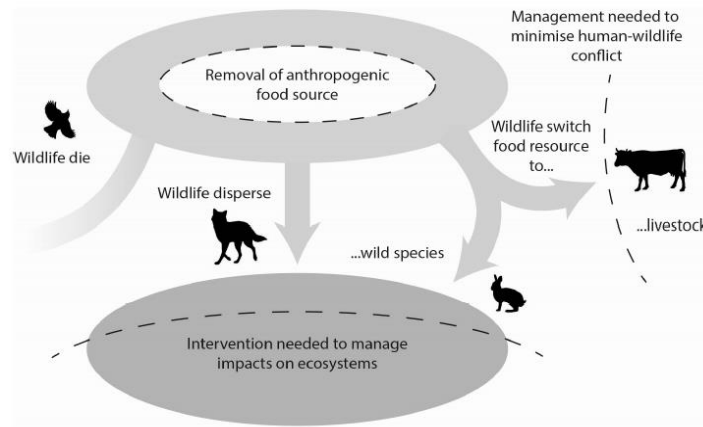 Management needed to
minimise human-wildlife
conflict
Removal of anthropogenic
food source
Wildlife die
Wildlife switch
food resource
to...
Wildlife disperse
...livestock
...wild species
Intervention needed to manage
impacts on ecosystems